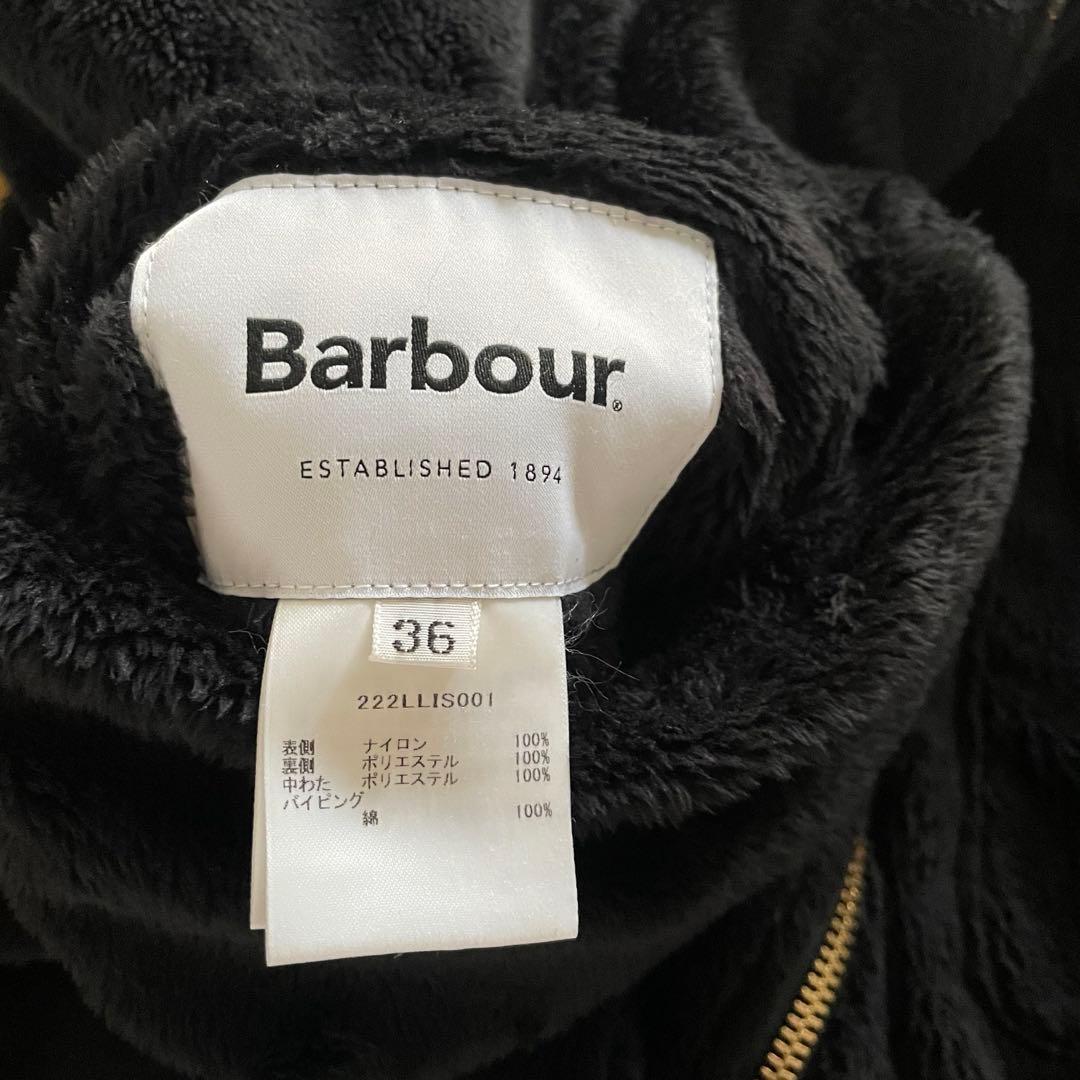 Barbour®
ESTABLISHED 1894
36
222LLIS001
表側 ナイロン 100%
裏側 ポリエステル 100%
中わた ポリエステル 100%
パイピング
綿 100%